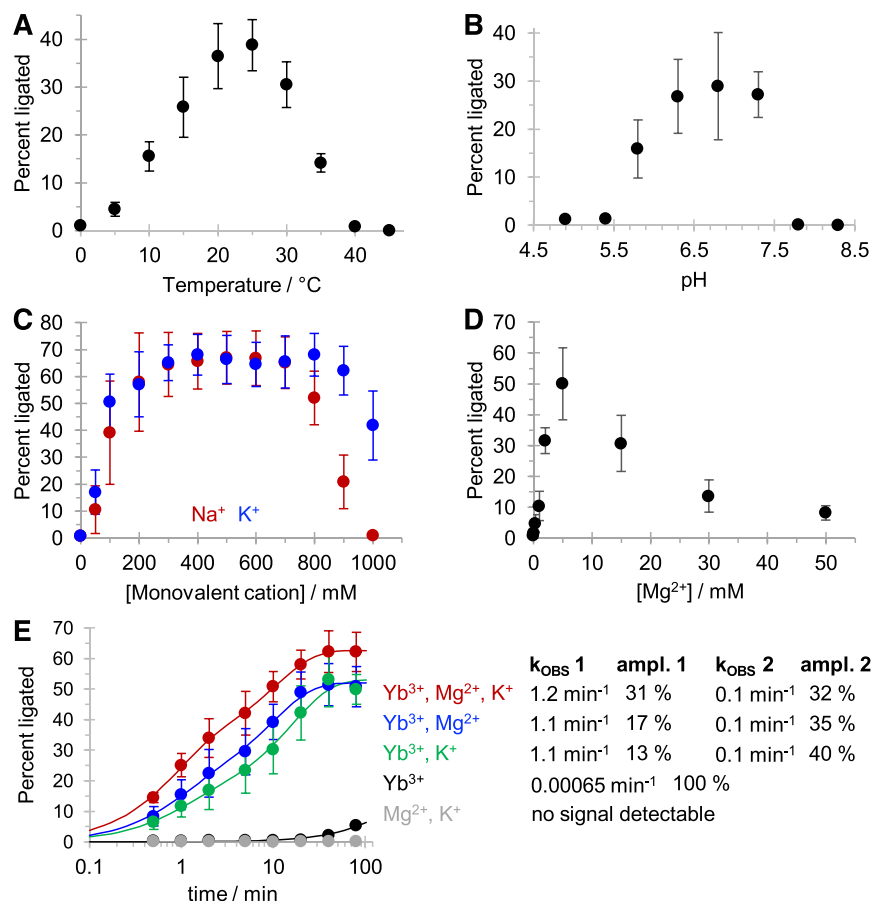 A
Percent ligated
40
30
20
10
0
0 10 20 30 40
Temperature / °C
B
Percent ligated
40
30
20
10
0
4.5 5.5 6.5 7.5 8.5
pH
C
Percent ligated
80
70
60
50
40
30
20
10
0
Na⁺ K⁺
0 200 400 600 800 1000
[Monovalent cation] / mM
D
Percent ligated
70
60
50
40
30
20
10
0
0 10 20 30 40 50
[Mg²⁺] / mM
E
Percent ligated
70
60
50
40
30
20
10
0
0.1 1 10 100
time / min
k_OBS 1 ampl. 1 k_OBS 2 ampl. 2
Yb³⁺, Mg²⁺, K⁺ 1.2 min⁻¹ 31 % 0.1 min⁻¹ 32 %
Yb³⁺, Mg²⁺ 1.1 min⁻¹ 17 % 0.1 min⁻¹ 35 %
Yb³⁺, K⁺ 1.1 min⁻¹ 13 % 0.1 min⁻¹ 40 %
Yb³⁺ 0.00065 min⁻¹ 100 %
Mg²⁺, K⁺ no signal detectable